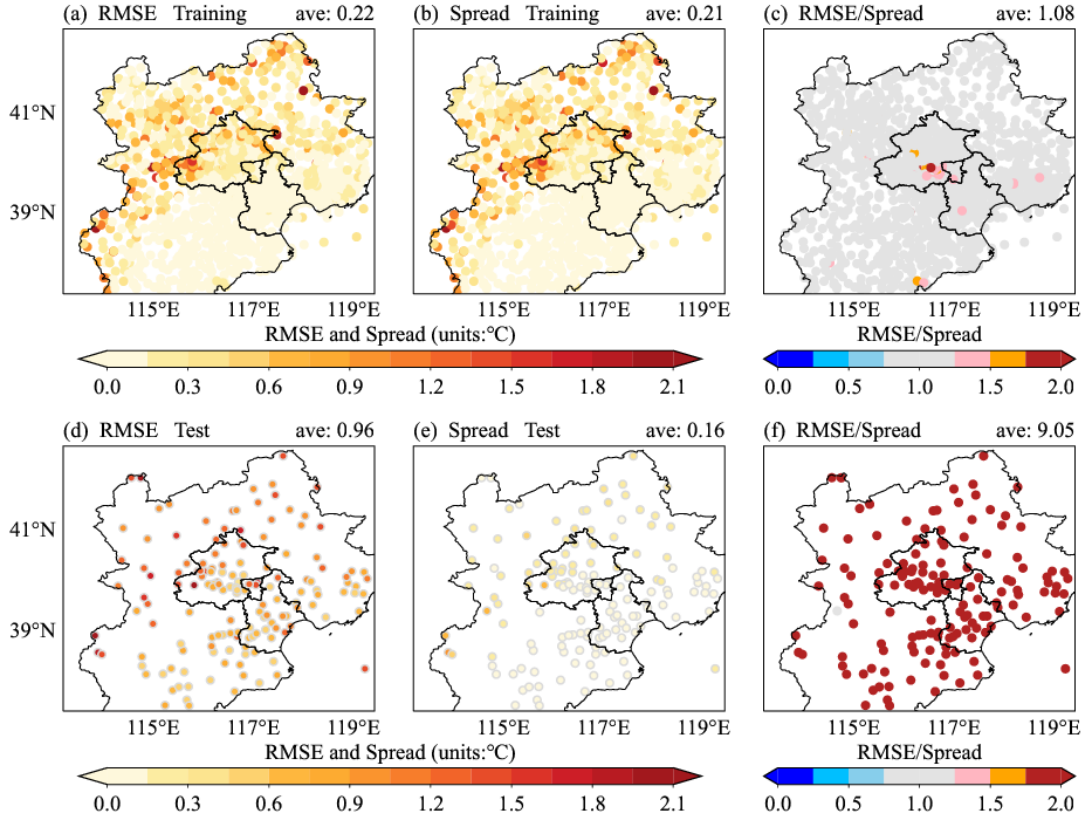 (a) RMSE Training ave: 0.22
(b) Spread Training ave: 0.21
(c) RMSE/Spread ave: 1.08
41°N
39°N
115°E 117°E 119°E
115°E 117°E 119°E
115°E 117°E 119°E
RMSE and Spread (units:℃)
RMSE/Spread
0.0 0.3 0.6 0.9 1.2 1.5 1.8 2.1
0.0 0.5 1.0 1.5 2.0
(d) RMSE Test ave: 0.96
(e) Spread Test ave: 0.16
(f) RMSE/Spread ave: 9.05
41°N
39°N
115°E 117°E 119°E
115°E 117°E 119°E
115°E 117°E 119°E
RMSE and Spread (units:℃)
RMSE/Spread
0.0 0.3 0.6 0.9 1.2 1.5 1.8 2.1
0.0 0.5 1.0 1.5 2.0